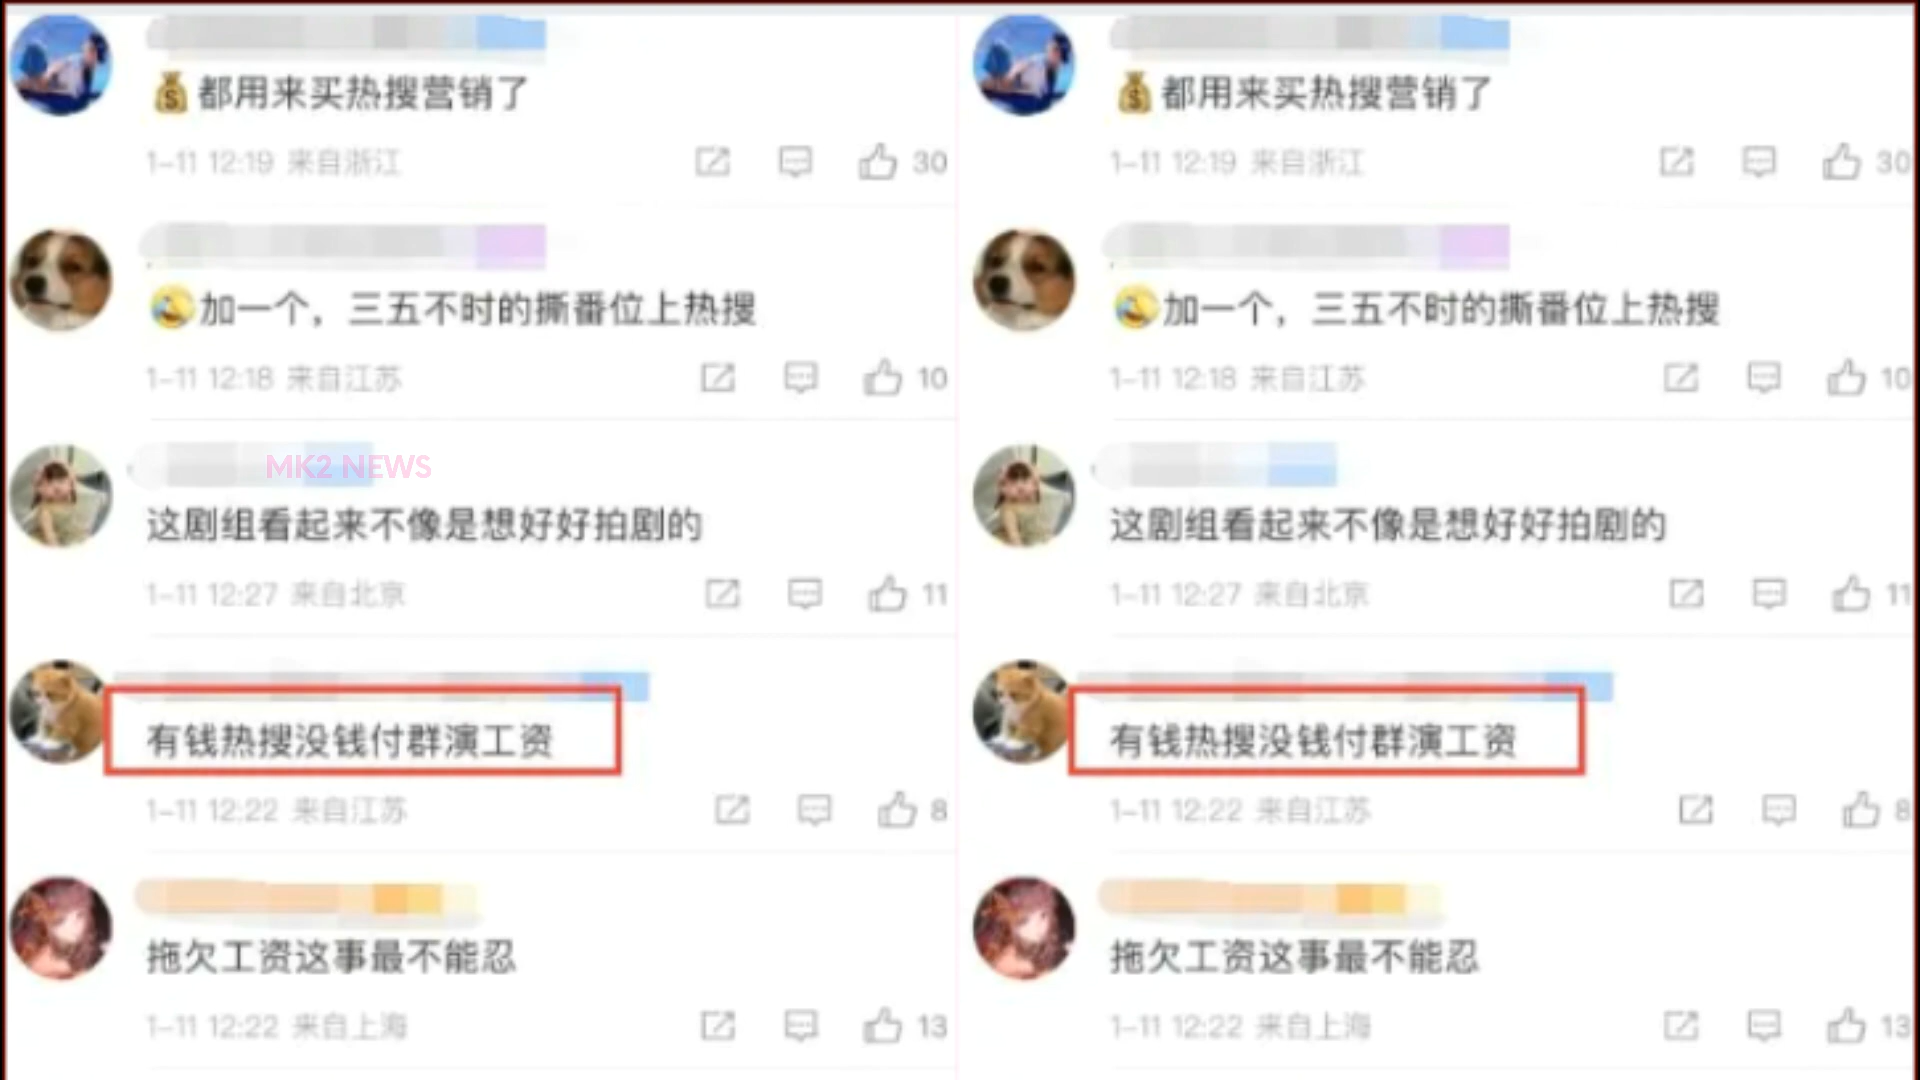 都用来买热搜营销了
1-11 12:19 来自浙江
30
加一个，三五不时的撕番位上热搜
1-11 12:18 来自江苏
10
MK2 NEWS
这剧组看起来不像是想好好拍剧的
1-11 12:27 来自北京
11
有钱热搜没钱付群演工资
1-11 12:22 来自江苏
8
拖欠工资这事最不能忍
1-11 12:22 来自上海
13
都用来买热搜营销了
1-11 12:19 来自浙江
30
加一个，三五不时的撕番位上热搜
1-11 12:18 来自江苏
10
这剧组看起来不像是想好好拍剧的
1-11 12:27 来自北京
11
有钱热搜没钱付群演工资
1-11 12:22 来自江苏
8
拖欠工资这事最不能忍
1-11 12:22 来自上海
13